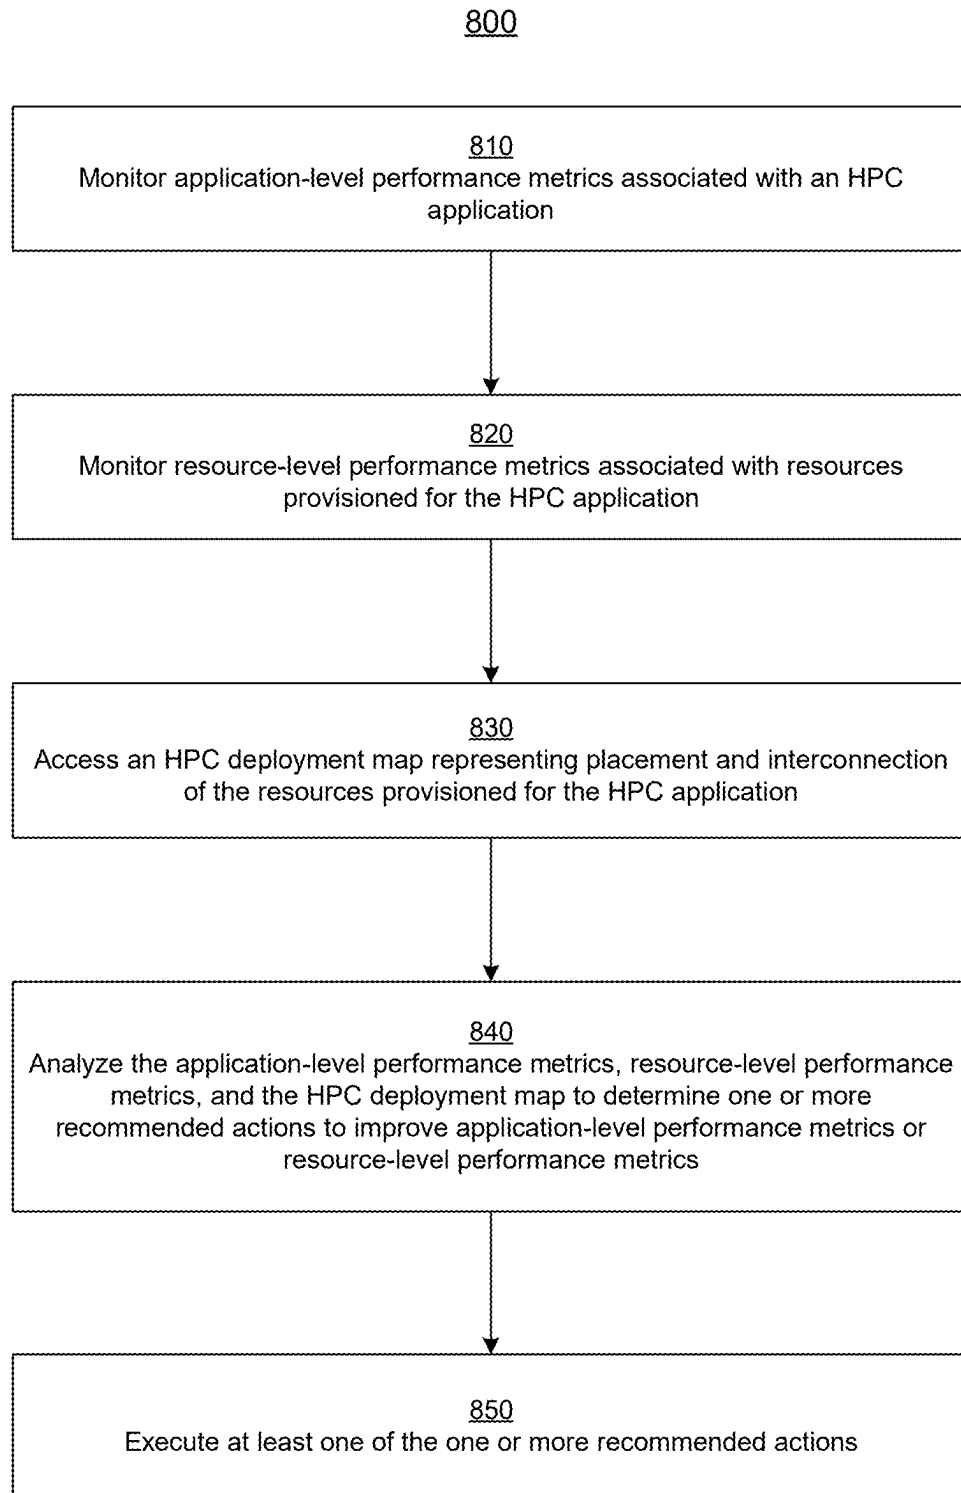 800
810
Monitor application-level performance metrics associated with an HPC
application
820
Monitor resource-level performance metrics associated with resources
provisioned for the HPC application
830
Access an HPC deployment map representing placement and interconnection
of the resources provisioned for the HPC application
840
Analyze the application-level performance metrics, resource-level performance
metrics, and the HPC deployment map to determine one or more
recommended actions to improve application-level performance metrics or
resource-level performance metrics
850
Execute at least one of the one or more recommended actions